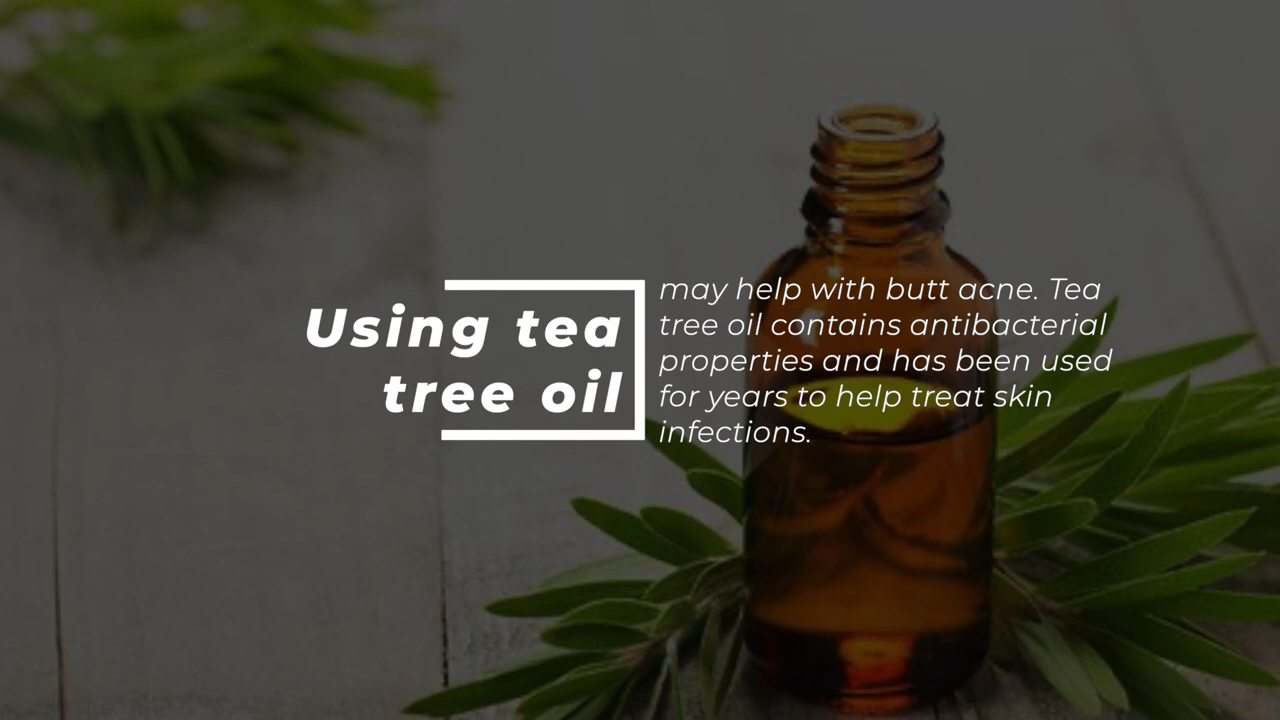 Using tea
tree oil
may help with butt acne. Tea
tree oil contains antibacterial
properties and has been used
for years to help treat skin
infections.